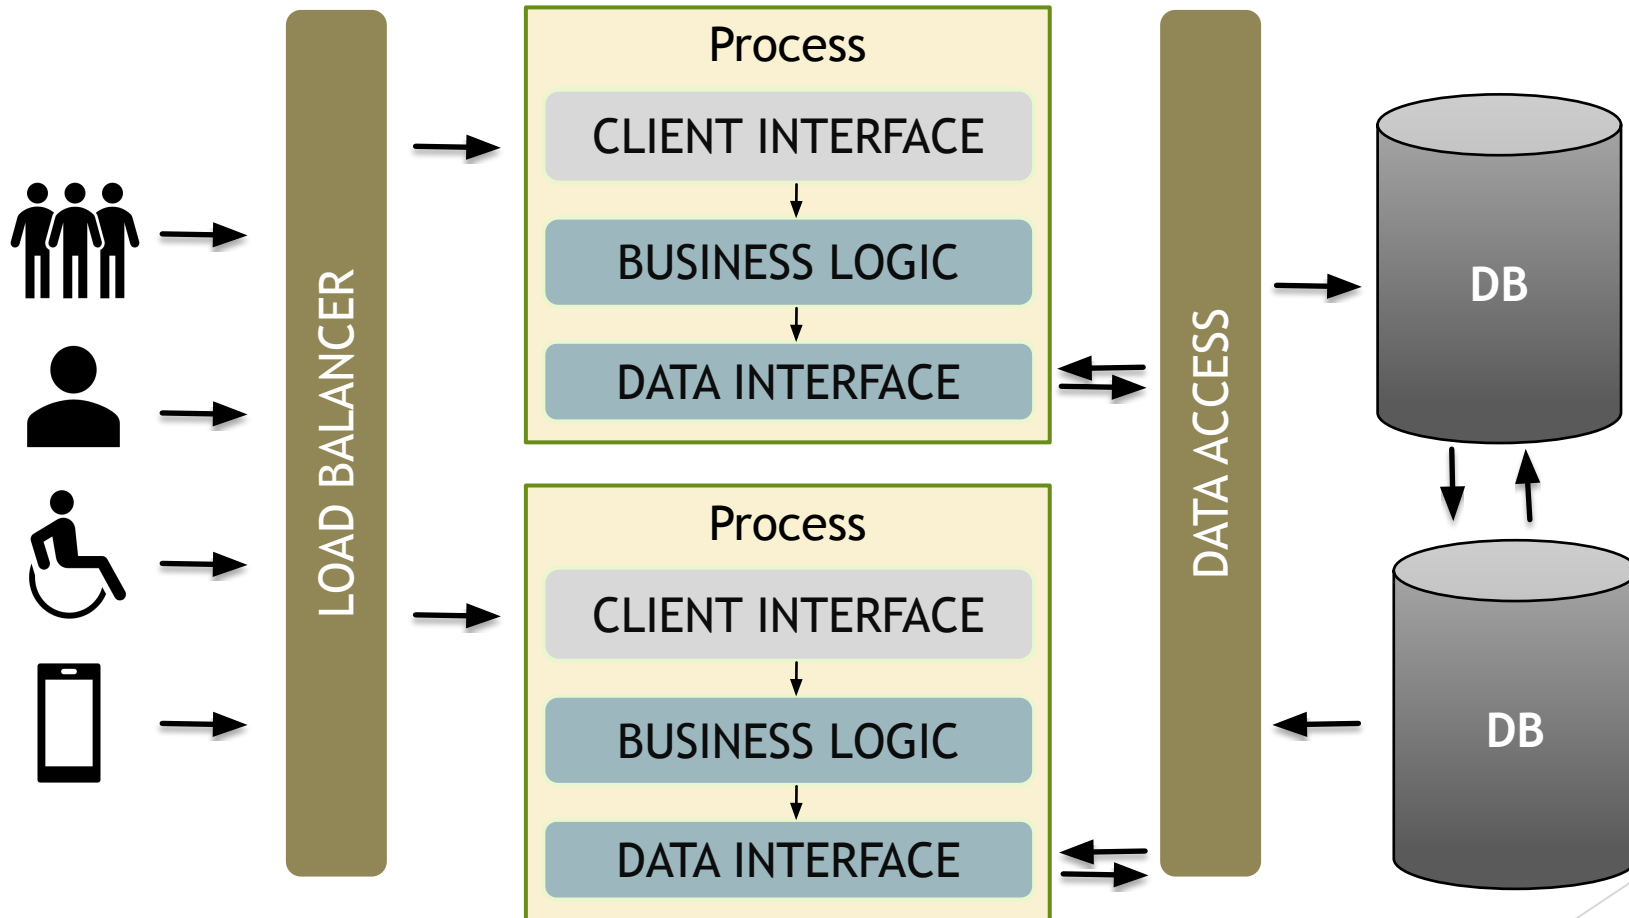 LOAD BALANCER
Process
CLIENT INTERFACE
BUSINESS LOGIC
DATA INTERFACE
Process
CLIENT INTERFACE
BUSINESS LOGIC
DATA INTERFACE
DATA ACCESS
DB
DB